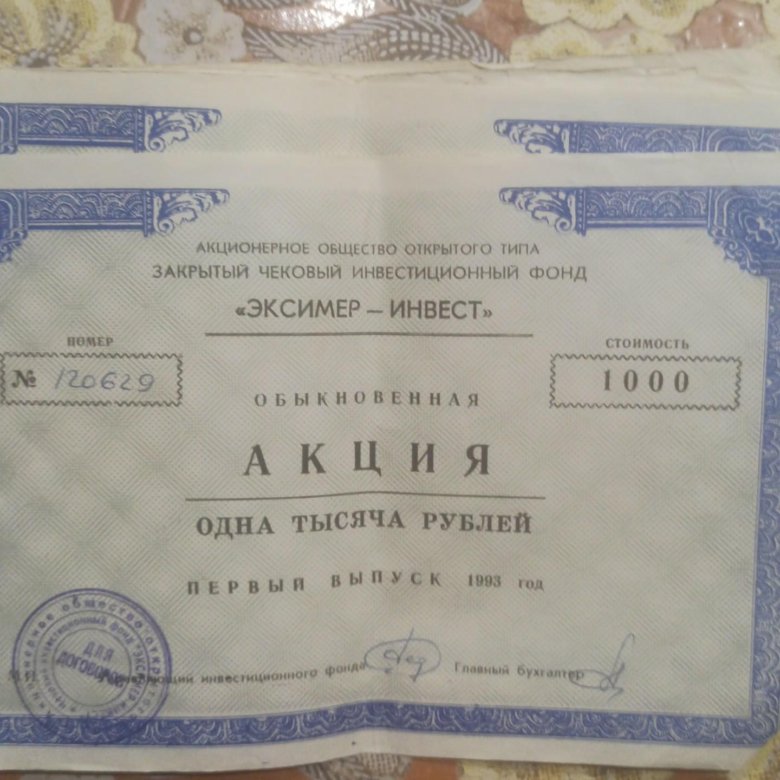 АКЦИОНЕРНОЕ ОБЩЕСТВО ОТКРЫТОГО ТИПА
ЗАКРЫТЫЙ ЧЕКОВЫЙ ИНВЕСТИЦИОННЫЙ ФОНД
«ЭКСИМЕР – ИНВЕСТ»
НОМЕР
№ 120629
СТОИМОСТЬ
1000
ОБЫКНОВЕННАЯ
АКЦИЯ
ОДНА ТЫСЯЧА РУБЛЕЙ
ПЕРВЫЙ ВЫПУСК 1993 год
ДЛЯ
ДОГОВОРОВ
М.П. Управляющий инвестиционного фонда
Главный бухгалтер